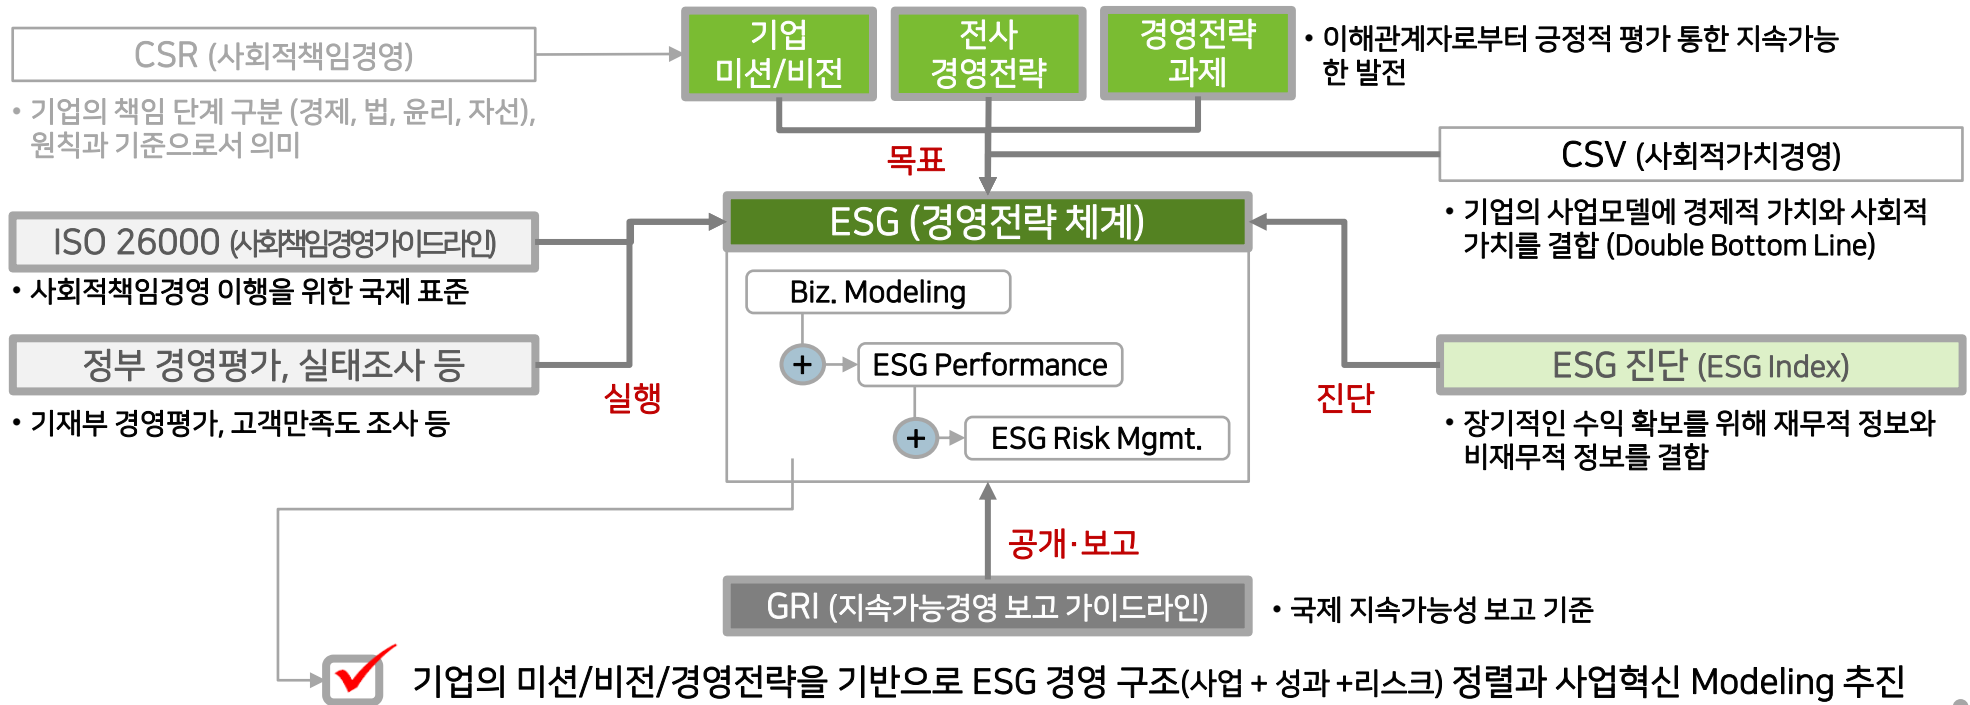 CSR (사회적책임경영)
• 기업의 책임 단계 구분 (경제, 법, 윤리, 자선),
원칙과 기준으로서 의미
기업
미션/비전
전사
경영전략
경영전략
과제
• 이해관계자로부터 긍정적 평가 통한 지속가능
한 발전
목표
CSV (사회적가치경영)
• 기업의 사업모델에 경제적 가치와 사회적
가치를 결합 (Double Bottom Line)
ISO 26000 (사회책임경영가이드라인)
• 사회적책임경영 이행을 위한 국제 표준
정부 경영평가, 실태조사 등
• 기재부 경영평가, 고객만족도 조사 등
실행
ESG (경영전략 체계)
Biz. Modeling
+
ESG Performance
+
ESG Risk Mgmt.
진단
ESG 진단 (ESG Index)
• 장기적인 수익 확보를 위해 재무적 정보와
비재무적 정보를 결합
공개·보고
GRI (지속가능경영 보고 가이드라인)
• 국제 지속가능성 보고 기준
기업의 미션/비전/경영전략을 기반으로 ESG 경영 구조(사업 + 성과 +리스크) 정렬과 사업혁신 Modeling 추진